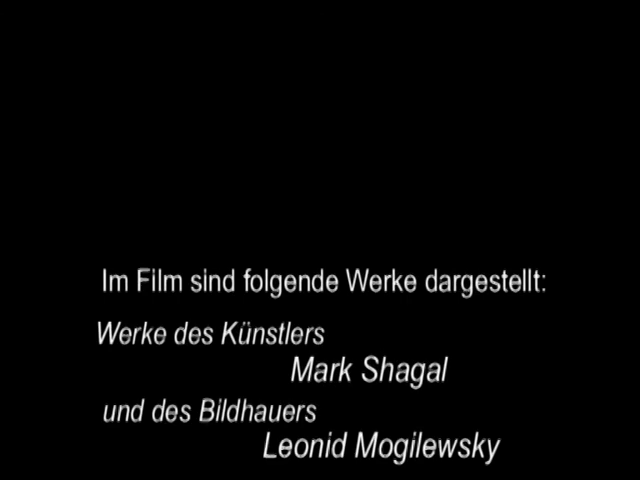 Im Film sind folgende Werke dargestellt:
Werke des Künstlers
Mark Shagal
und des Bildhauers
Leonid Mogilewsky